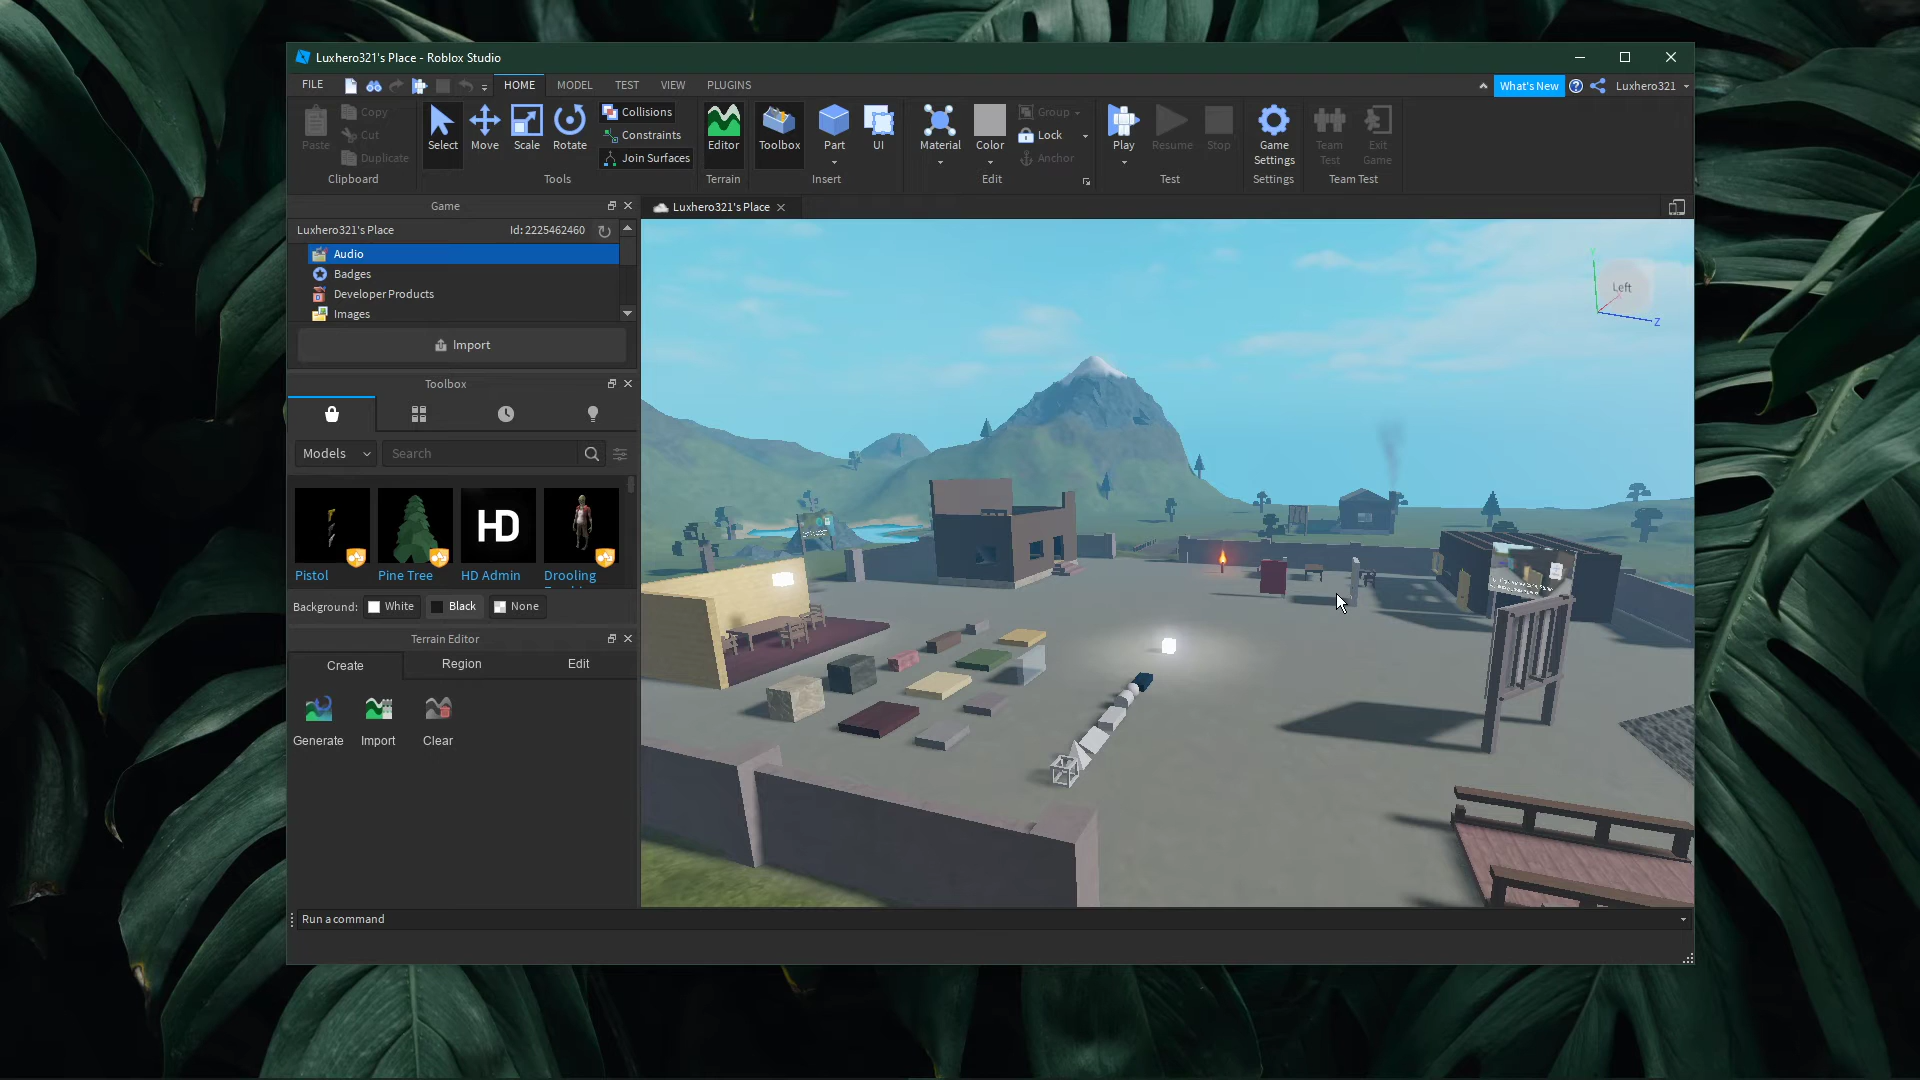 Luxhero321's Place - Roblox Studio
FILE
HOME
MODEL
TEST
VIEW
PLUGINS
What's New
Luxhero321
Paste
Copy
Cut
Duplicate
Clipboard
Select
Move
Scale
Rotate
Collisions
Constraints
Join Surfaces
Tools
Editor
Terrain
Toolbox
Part
UI
Insert
Material
Color
Group
Lock
Anchor
Edit
Play
Resume
Stop
Test
Game
Settings
Settings
Team
Test
Exit
Game
Team Test
Game
Luxhero321's Place
Id: 2225462460
Audio
Badges
Developer Products
Images
Import
Toolbox
Models
Search
HD
Pistol
Pine Tree
HD Admin
Drooling
Background:
White
Black
None
Terrain Editor
Create
Region
Edit
Generate
Import
Clear
Luxhero321's Place
Y
Left
Z
Run a command